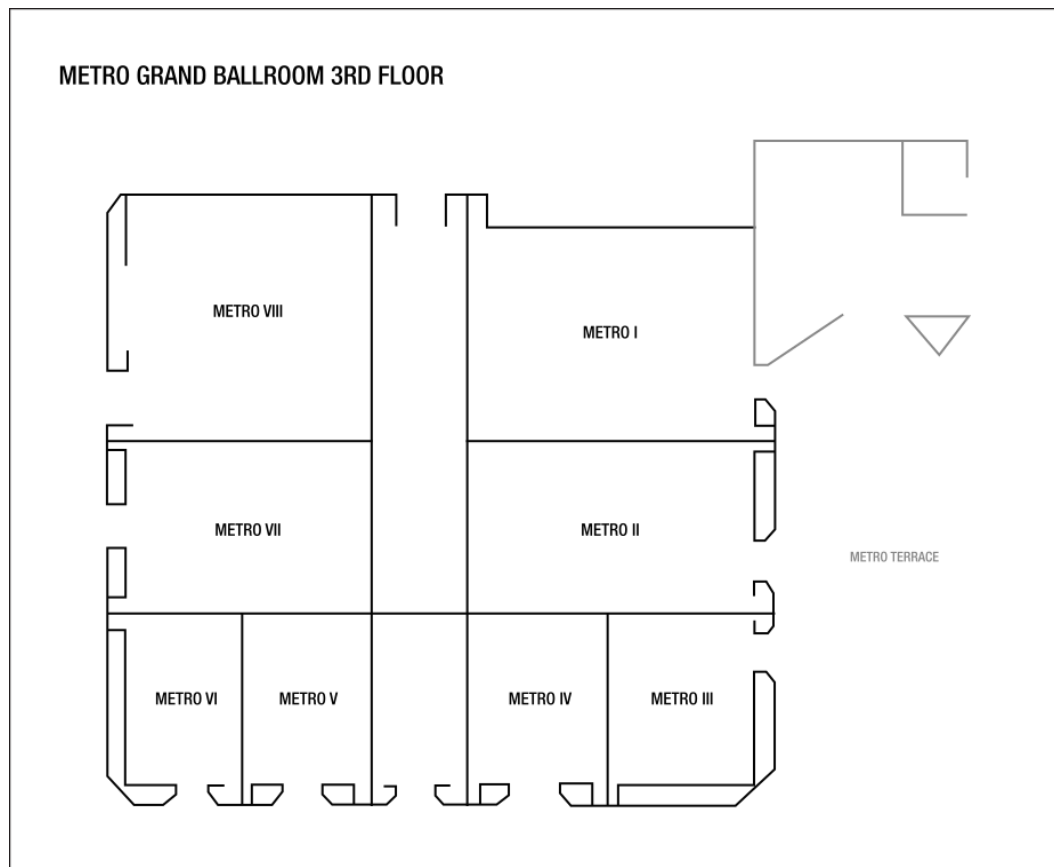 METRO GRAND BALLROOM 3RD FLOOR
METRO VIII
METRO I
METRO VII
METRO II
METRO TERRACE
METRO VI
METRO V
METRO IV
METRO III